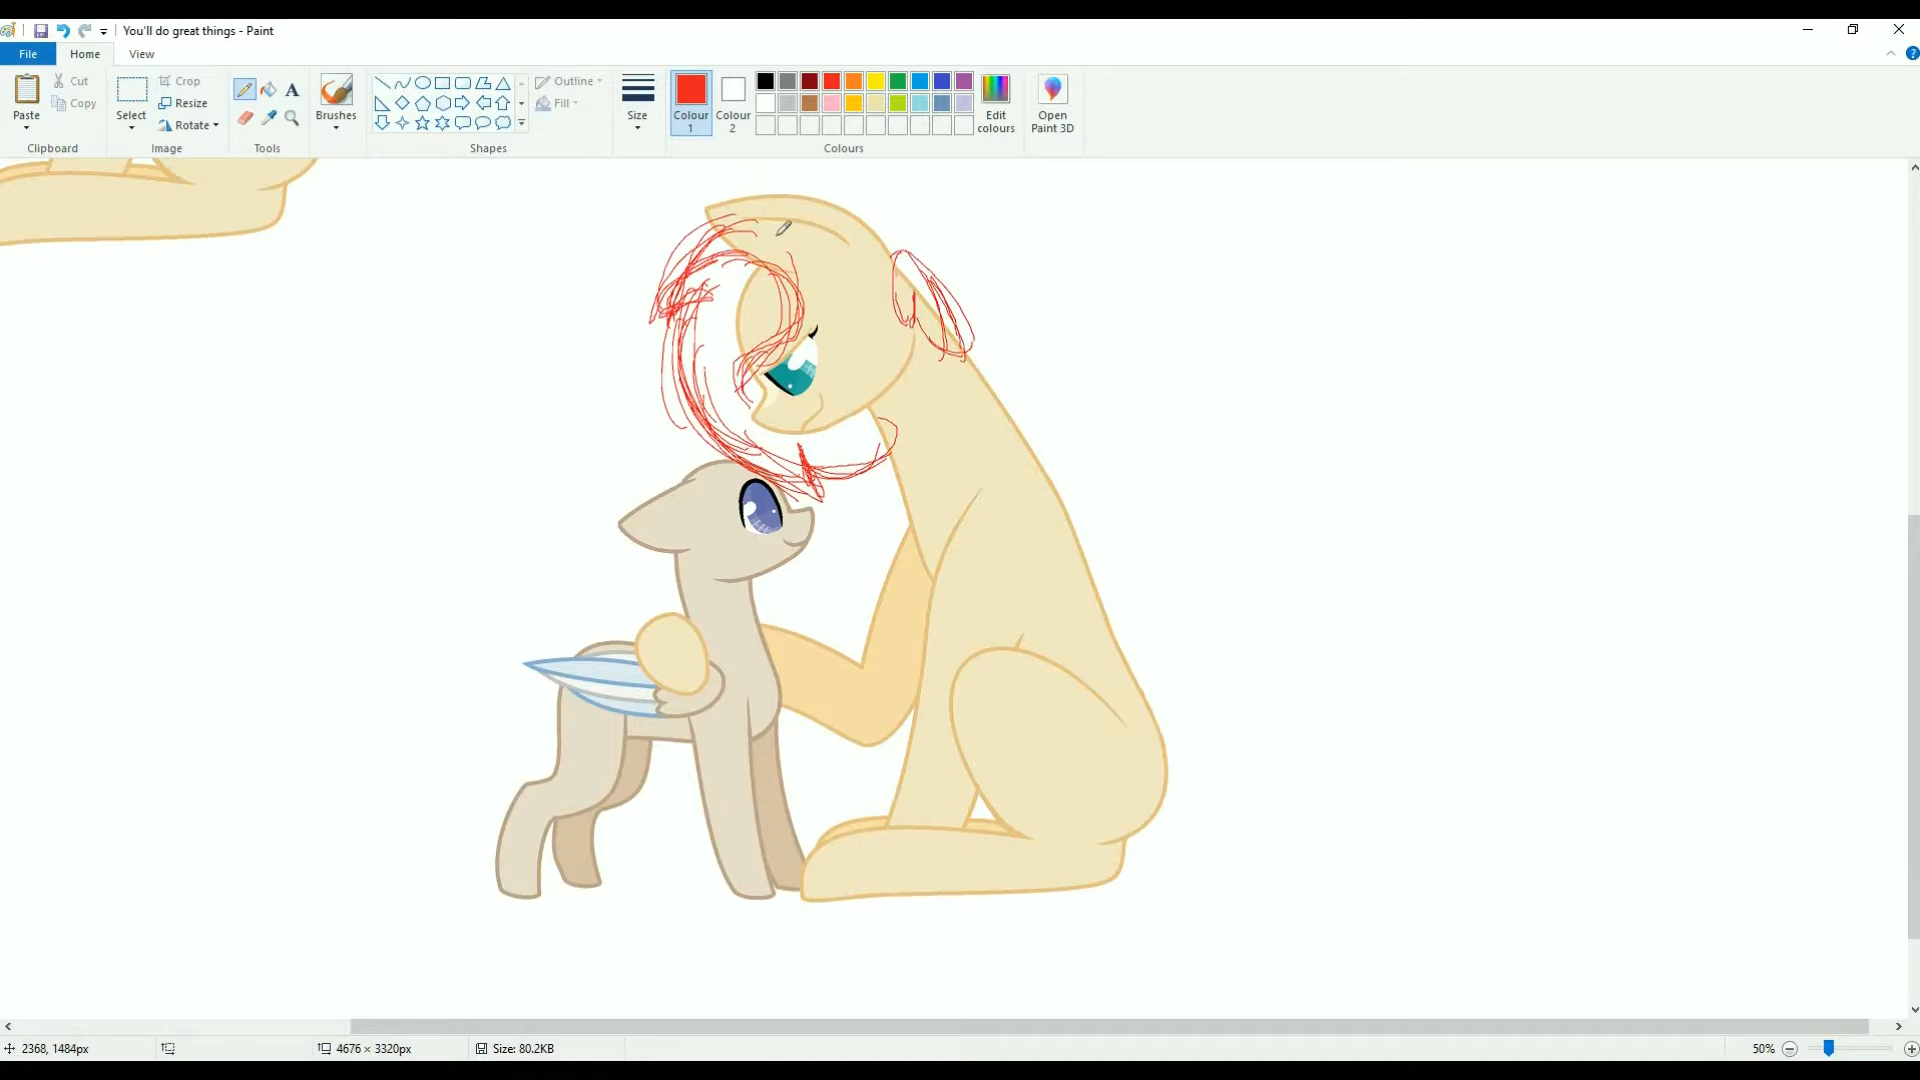 You'll do great things - Paint
File Home View
Cut Crop Outline
Copy Resize Fill
Rotate
Paste Select A Brushes Size Colour 1 Colour 2 Edit colours Open Paint 3D
Clipboard Image Tools Shapes Colours
2368, 1484px 4676 × 3320px Size: 80.2KB 50%